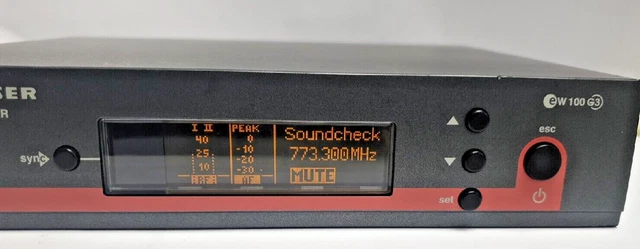 SER
R
sync
I II
40
25
10
RF
PEAK
0
-10
-20
-30
AF
Soundcheck
773.300MHz
MUTE
sel
ew 100 G3
esc